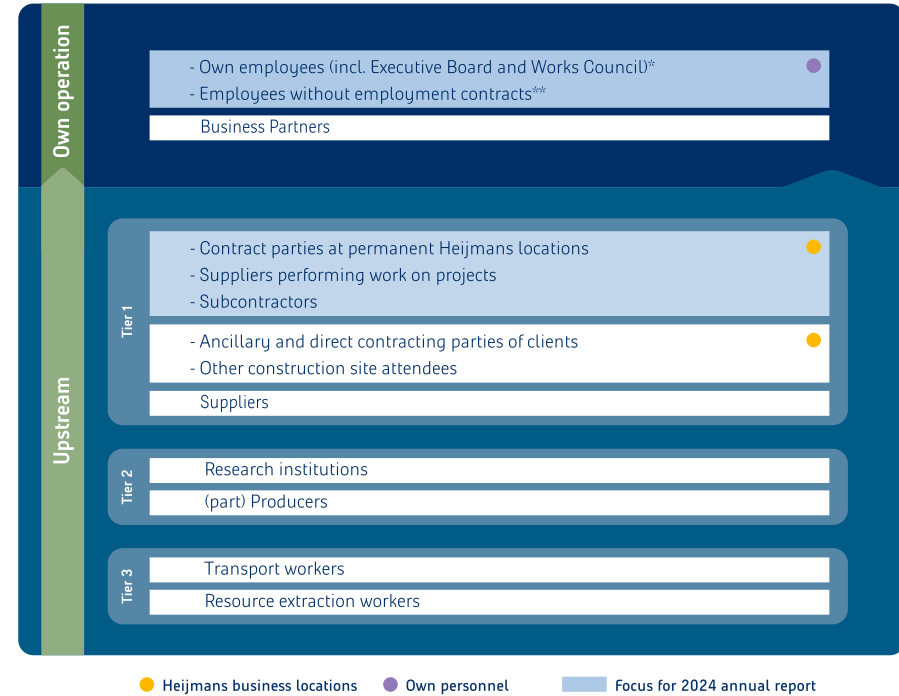 Own operation
- Own employees (incl. Executive Board and Works Council)*
- Employees without employment contracts**
Business Partners
Upstream
Tier 1
- Contract parties at permanent Heijmans locations
- Suppliers performing work on projects
- Subcontractors
- Ancillary and direct contracting parties of clients
- Other construction site attendees
Suppliers
Tier 2
Research institutions
(part) Producers
Tier 3
Transport workers
Resource extraction workers
Heijmans business locations
Own personnel
Focus for 2024 annual report